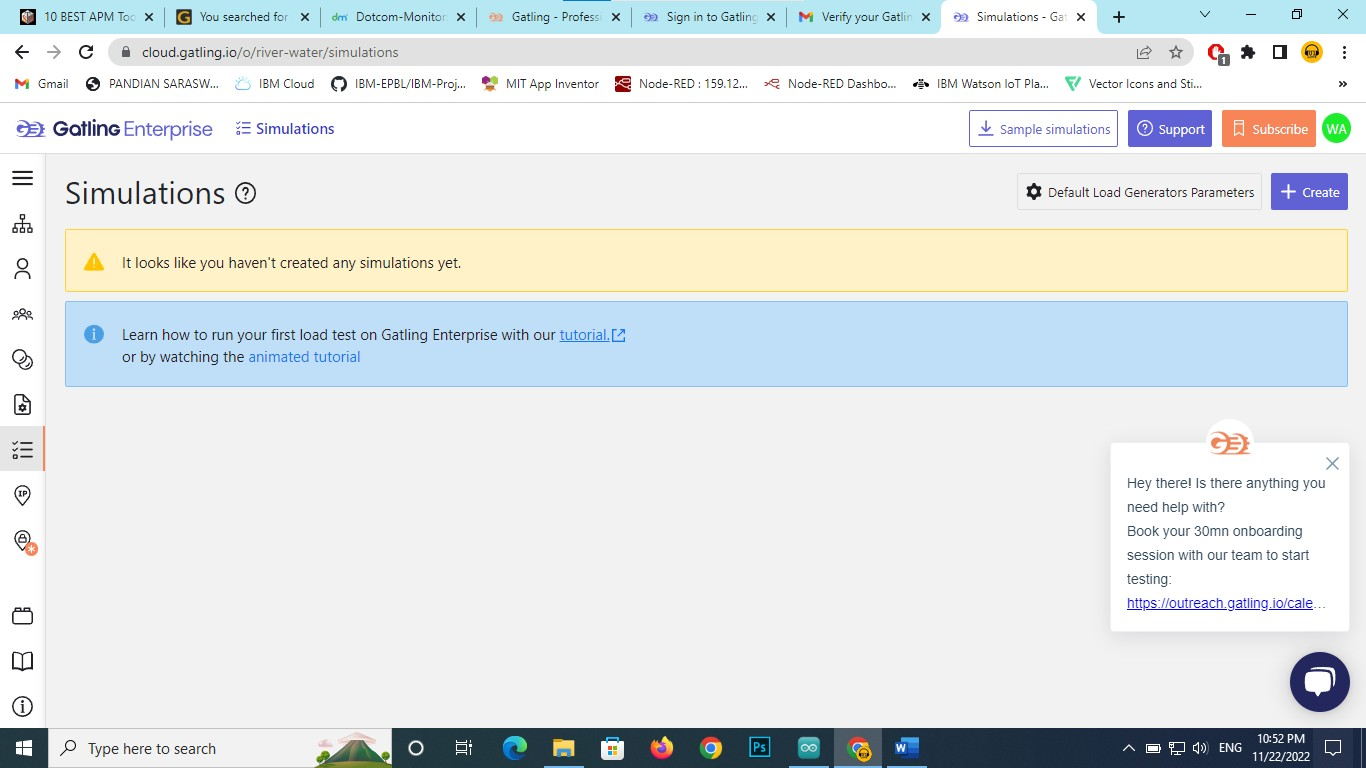 10 BEST APM Too
You searched for
dm Dotcom-Monitor
Gatling - Profess
Sign in to Gatling
Verify your Gatlin
Simulations - Gat
cloud.gatling.io/o/river-water/simulations
1
Gmail
PANDIAN SARASW...
IBM Cloud
IBM-EPBL/IBM-Proj...
MIT App Inventor
Node-RED : 159.12...
Node-RED Dashbo...
IBM Watson IoT Pla...
Vector Icons and Sti...
»
Gatling Enterprise
Simulations
Sample simulations
Support
Subscribe
WA
Simulations
Default Load Generators Parameters
Create
It looks like you haven't created any simulations yet.
Learn how to run your first load test on Gatling Enterprise with our tutorial.
or by watching the animated tutorial
IP
Hey there! Is there anything you
need help with?
Book your 30mn onboarding
session with our team to start
testing:
https://outreach.gatling.io/cale...
Type here to search
Ps
W
ENG
10:52 PM
11/22/2022